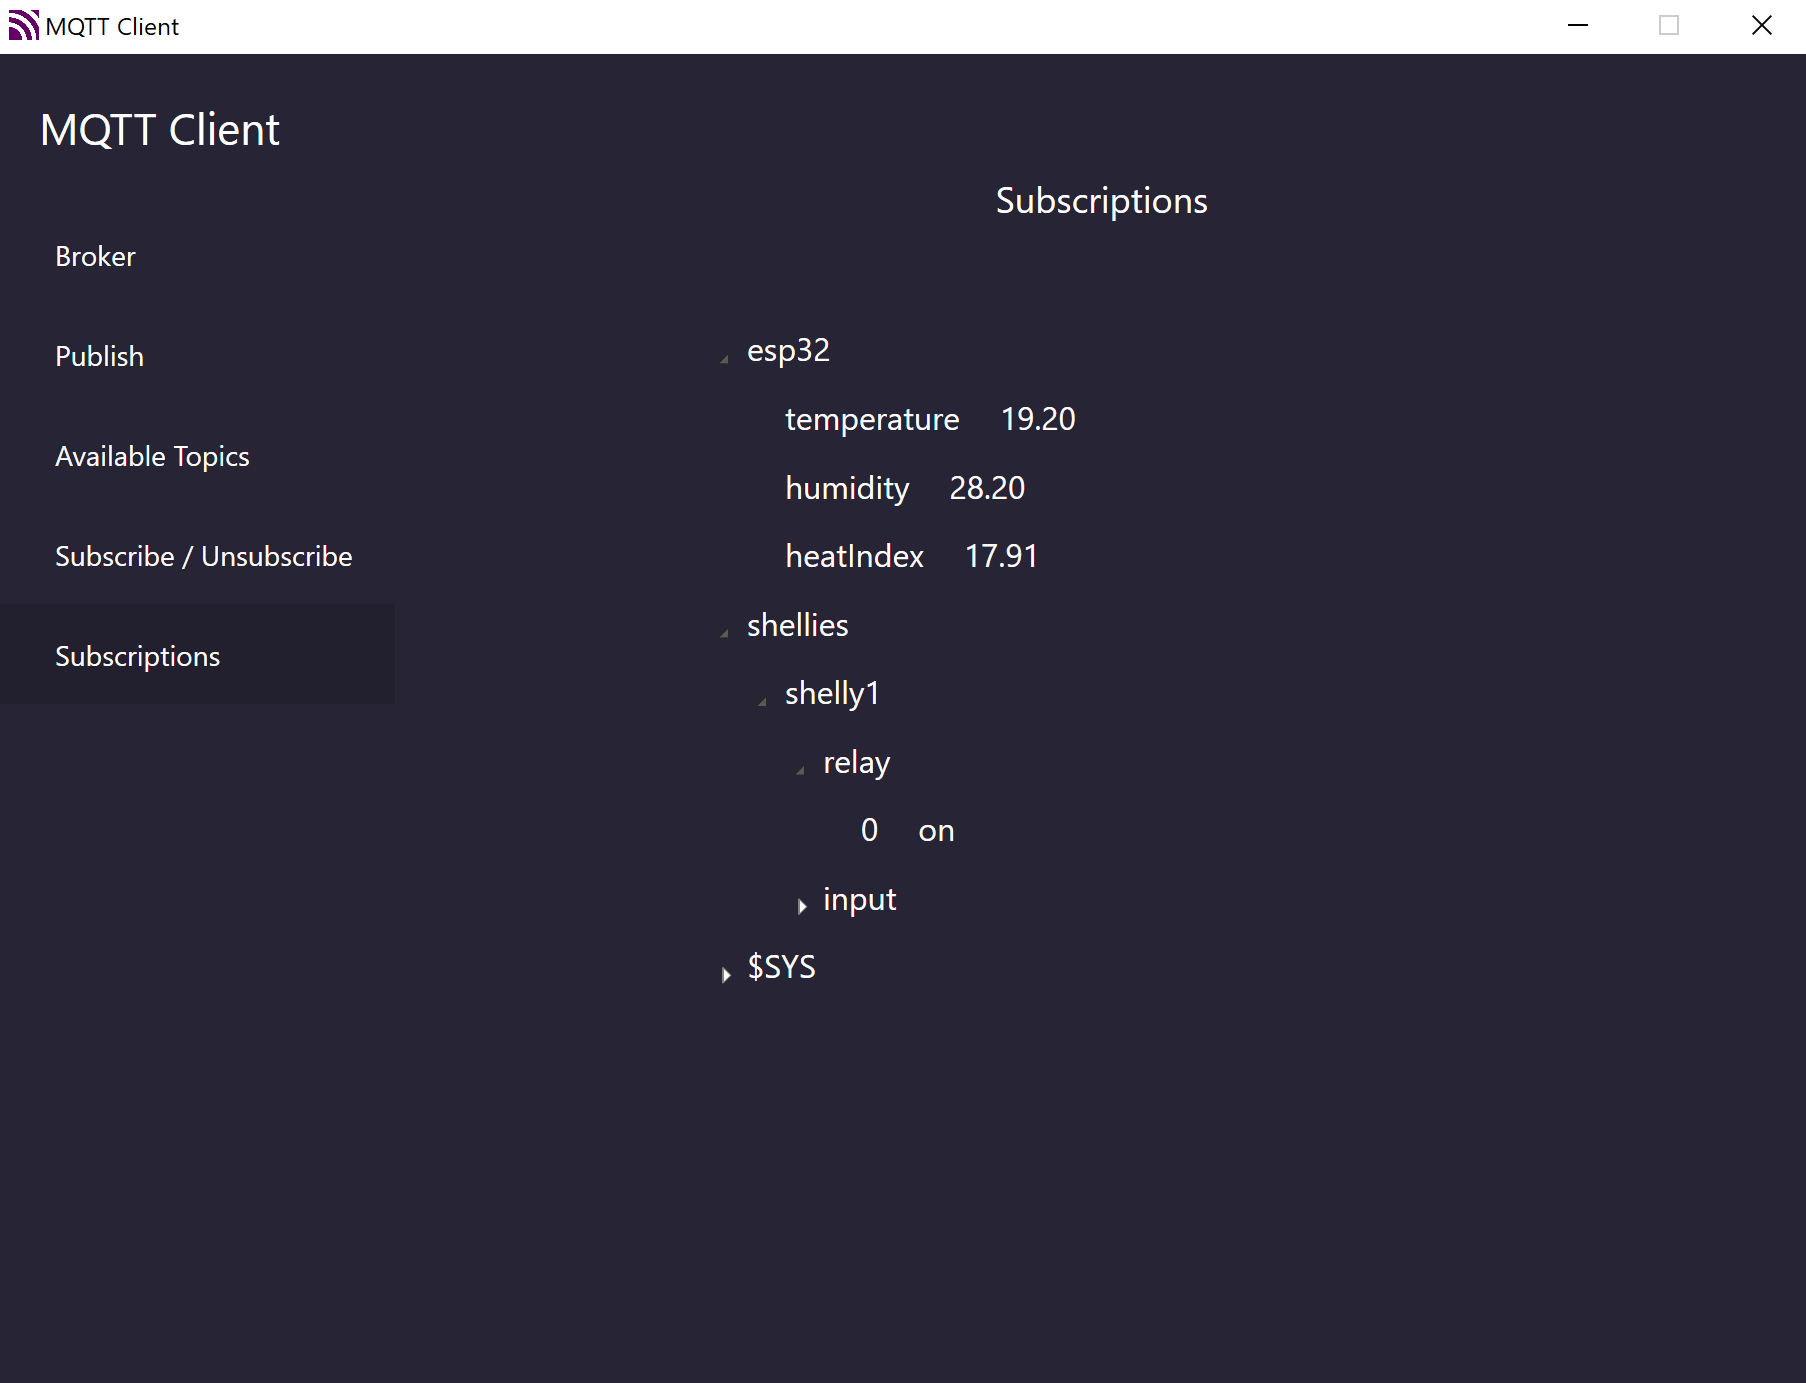 MQTT Client
MQTT Client
Broker
Publish
Available Topics
Subscribe / Unsubscribe
Subscriptions
Subscriptions
esp32
temperature 19.20
humidity 28.20
heatIndex 17.91
shellies
shelly1
relay
0 on
input
$SYS